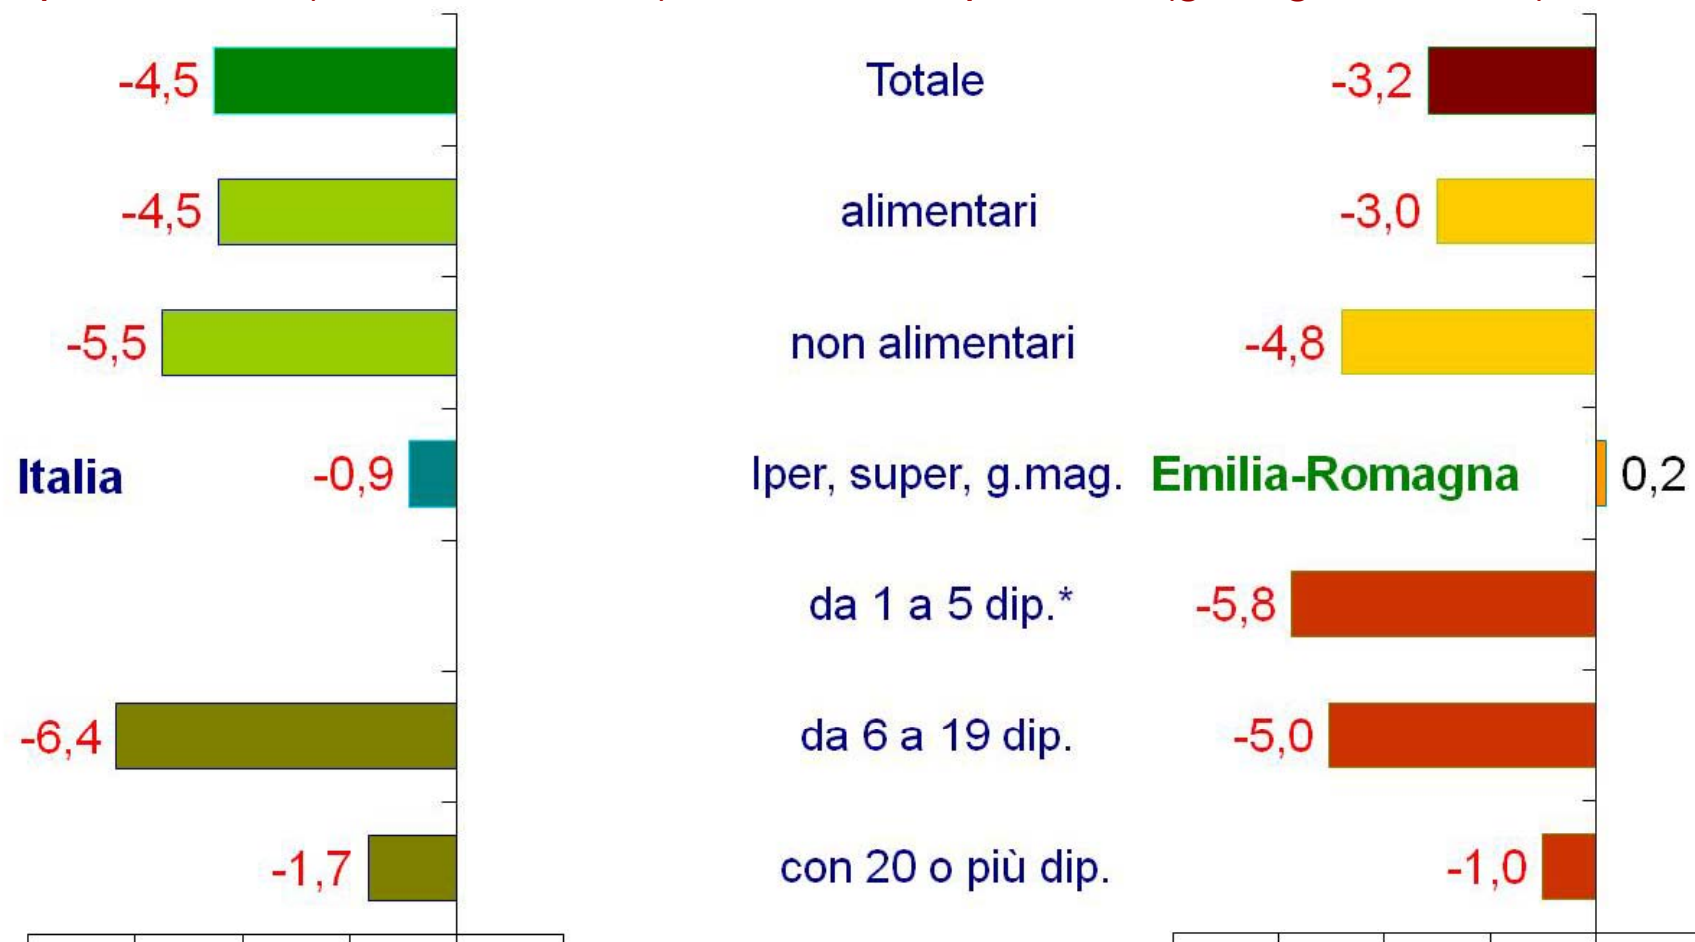 -4,5 Totale -3,2
-4,5 alimentari -3,0
-5,5 non alimentari -4,8
Italia -0,9 Iper, super, g.mag. Emilia-Romagna 0,2
da 1 a 5 dip.* -5,8
-6,4 da 6 a 19 dip. -5,0
-1,7 con 20 o più dip. -1,0